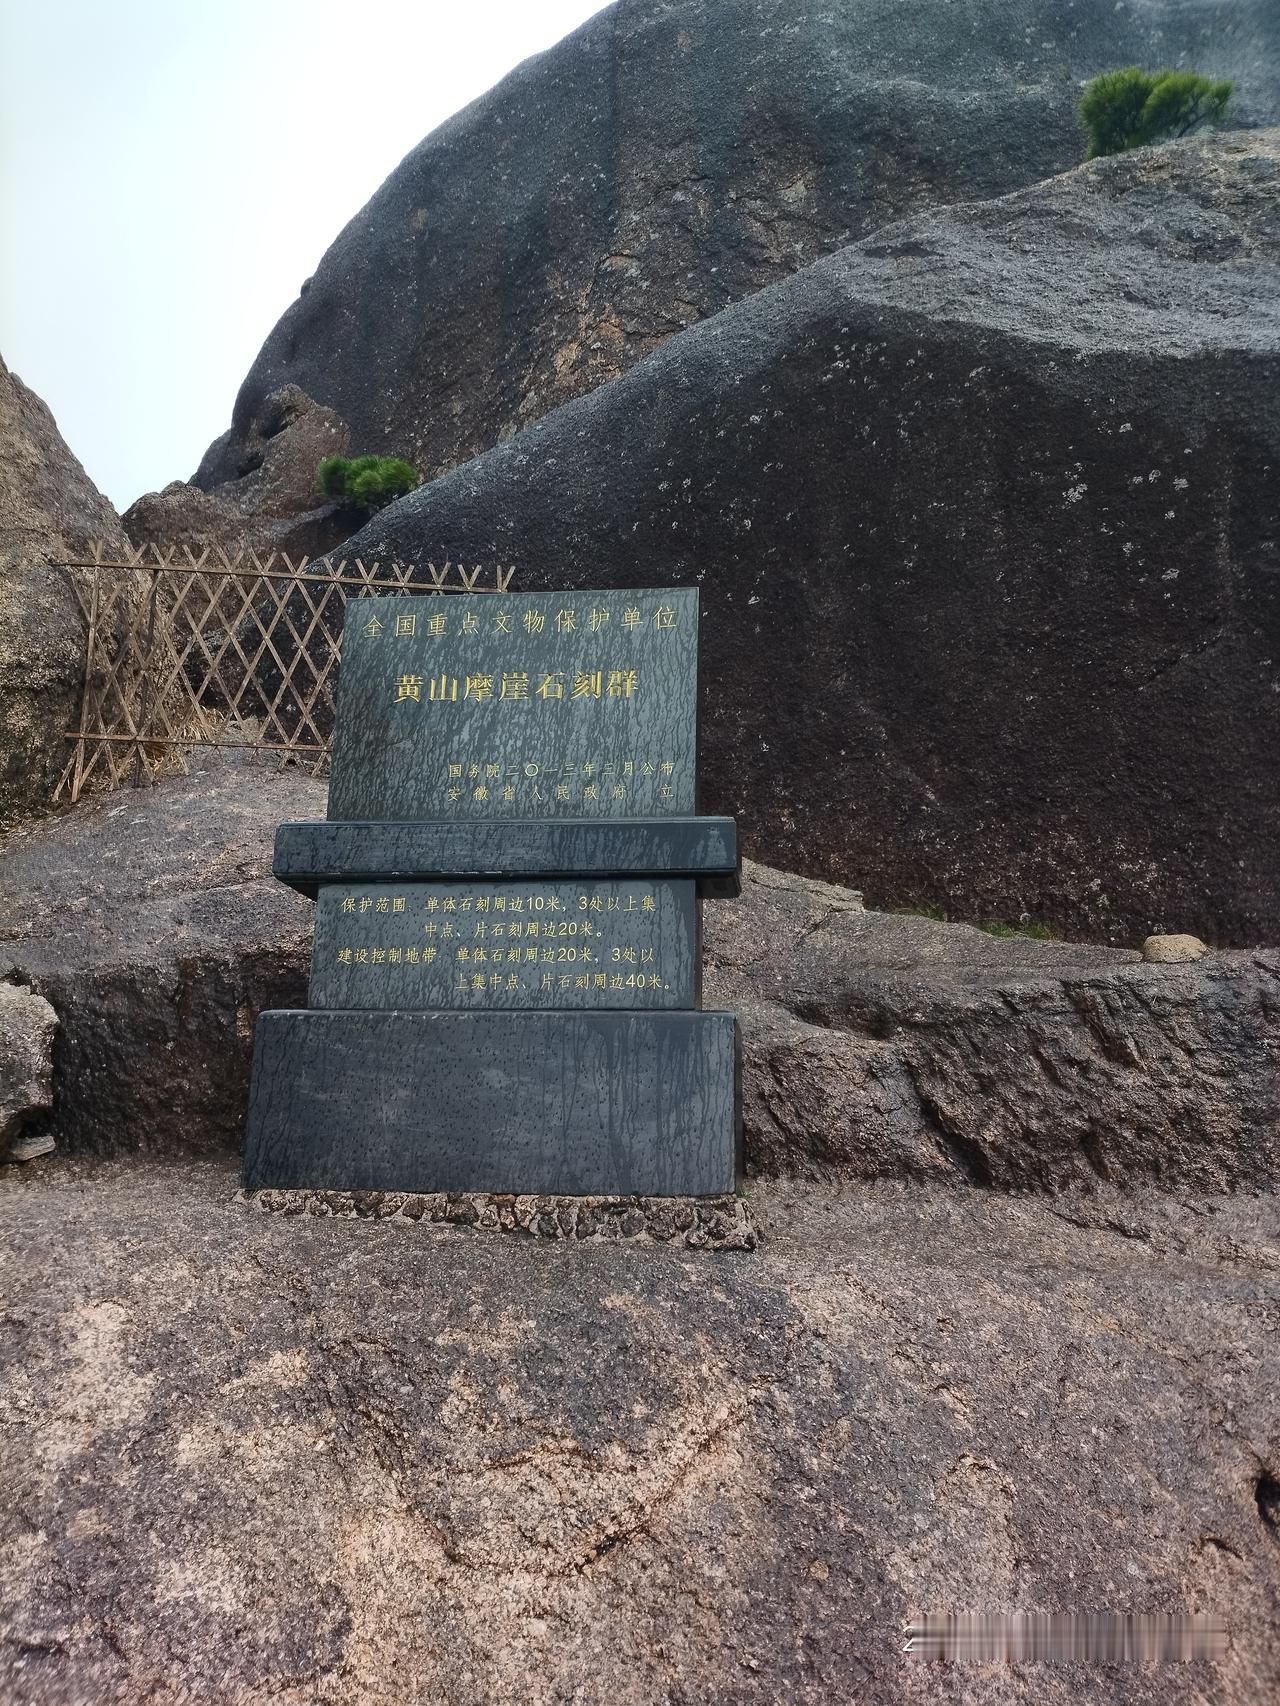 全国重点文物保护单位
黄山摩崖石刻群
国务院二〇一三年三月公布
安徽省人民政府 立
保护范围：单体石刻周边10米，3处以上集
中点、片石刻周边20米。
建设控制地带：单体石刻周边20米，3处以
上集中点、片石刻周边40米。